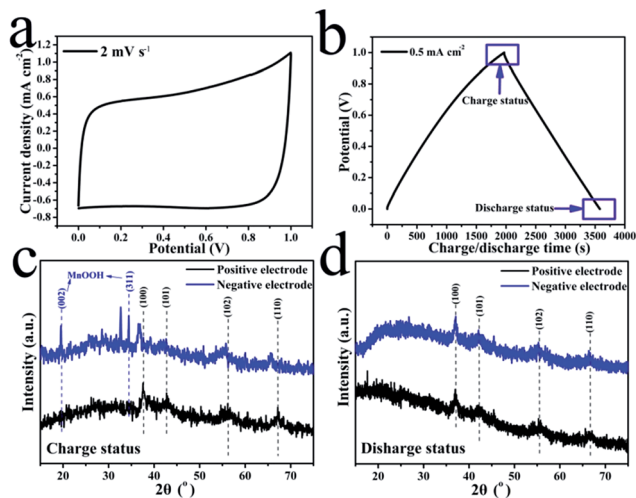 a
2 mV s⁻¹
Current density (mA cm⁻²)
1.2
1.0
0.8
0.6
0.4
0.2
0.0
-0.2
-0.4
-0.6
-0.8
0.0 0.2 0.4 0.6 0.8 1.0
Potential (V)
b
0.5 mA cm⁻²
Charge status
Discharge status
Potential (V)
1.0
0.8
0.6
0.4
0.2
0.0
0 500 1000 1500 2000 2500 3000 3500 4000
Charge/discharge time (s)
c
Positive electrode
Negative electrode
MnOOH
(002)
(311)
(100)
(101)
(102)
(110)
Intensity (a.u.)
Charge status
20 30 40 50 60 70
2θ (°)
d
Positive electrode
Negative electrode
(100)
(101)
(102)
(110)
Intensity (a.u.)
Disharge status
20 30 40 50 60 70
2θ (°)